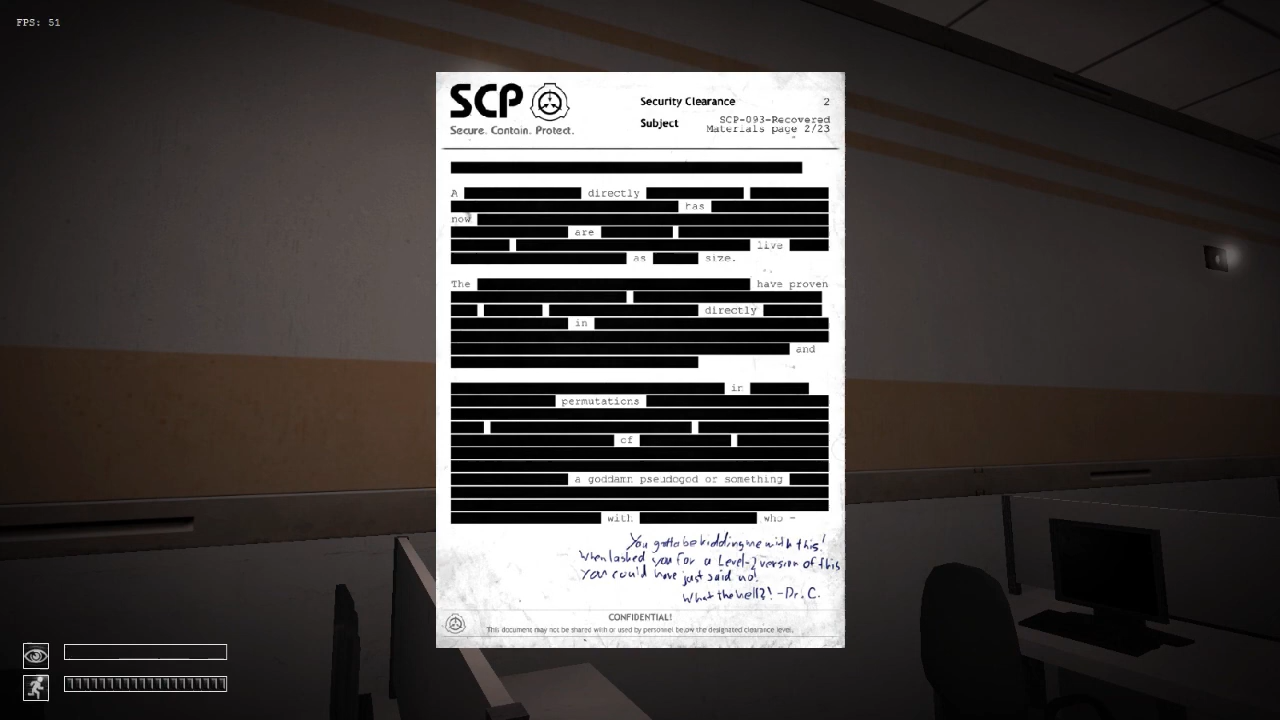 FPS: 51
SCP
Secure. Contain. Protect.
Security Clearance 2
Subject SCP-093-Recovered
Materials page 2/23
A directly
has
now
are
live
as size.
The have proven
directly
in
and
in
permutations
of
a goddamn pseudogod or something
with who -
You gotta be kidding me with this!
When I asked you for a Level-2 version of this
You could have just said no!
What the hell?! -Dr. C.
CONFIDENTIAL!
This document may not be shared with or used by personnel below the designated clearance level.